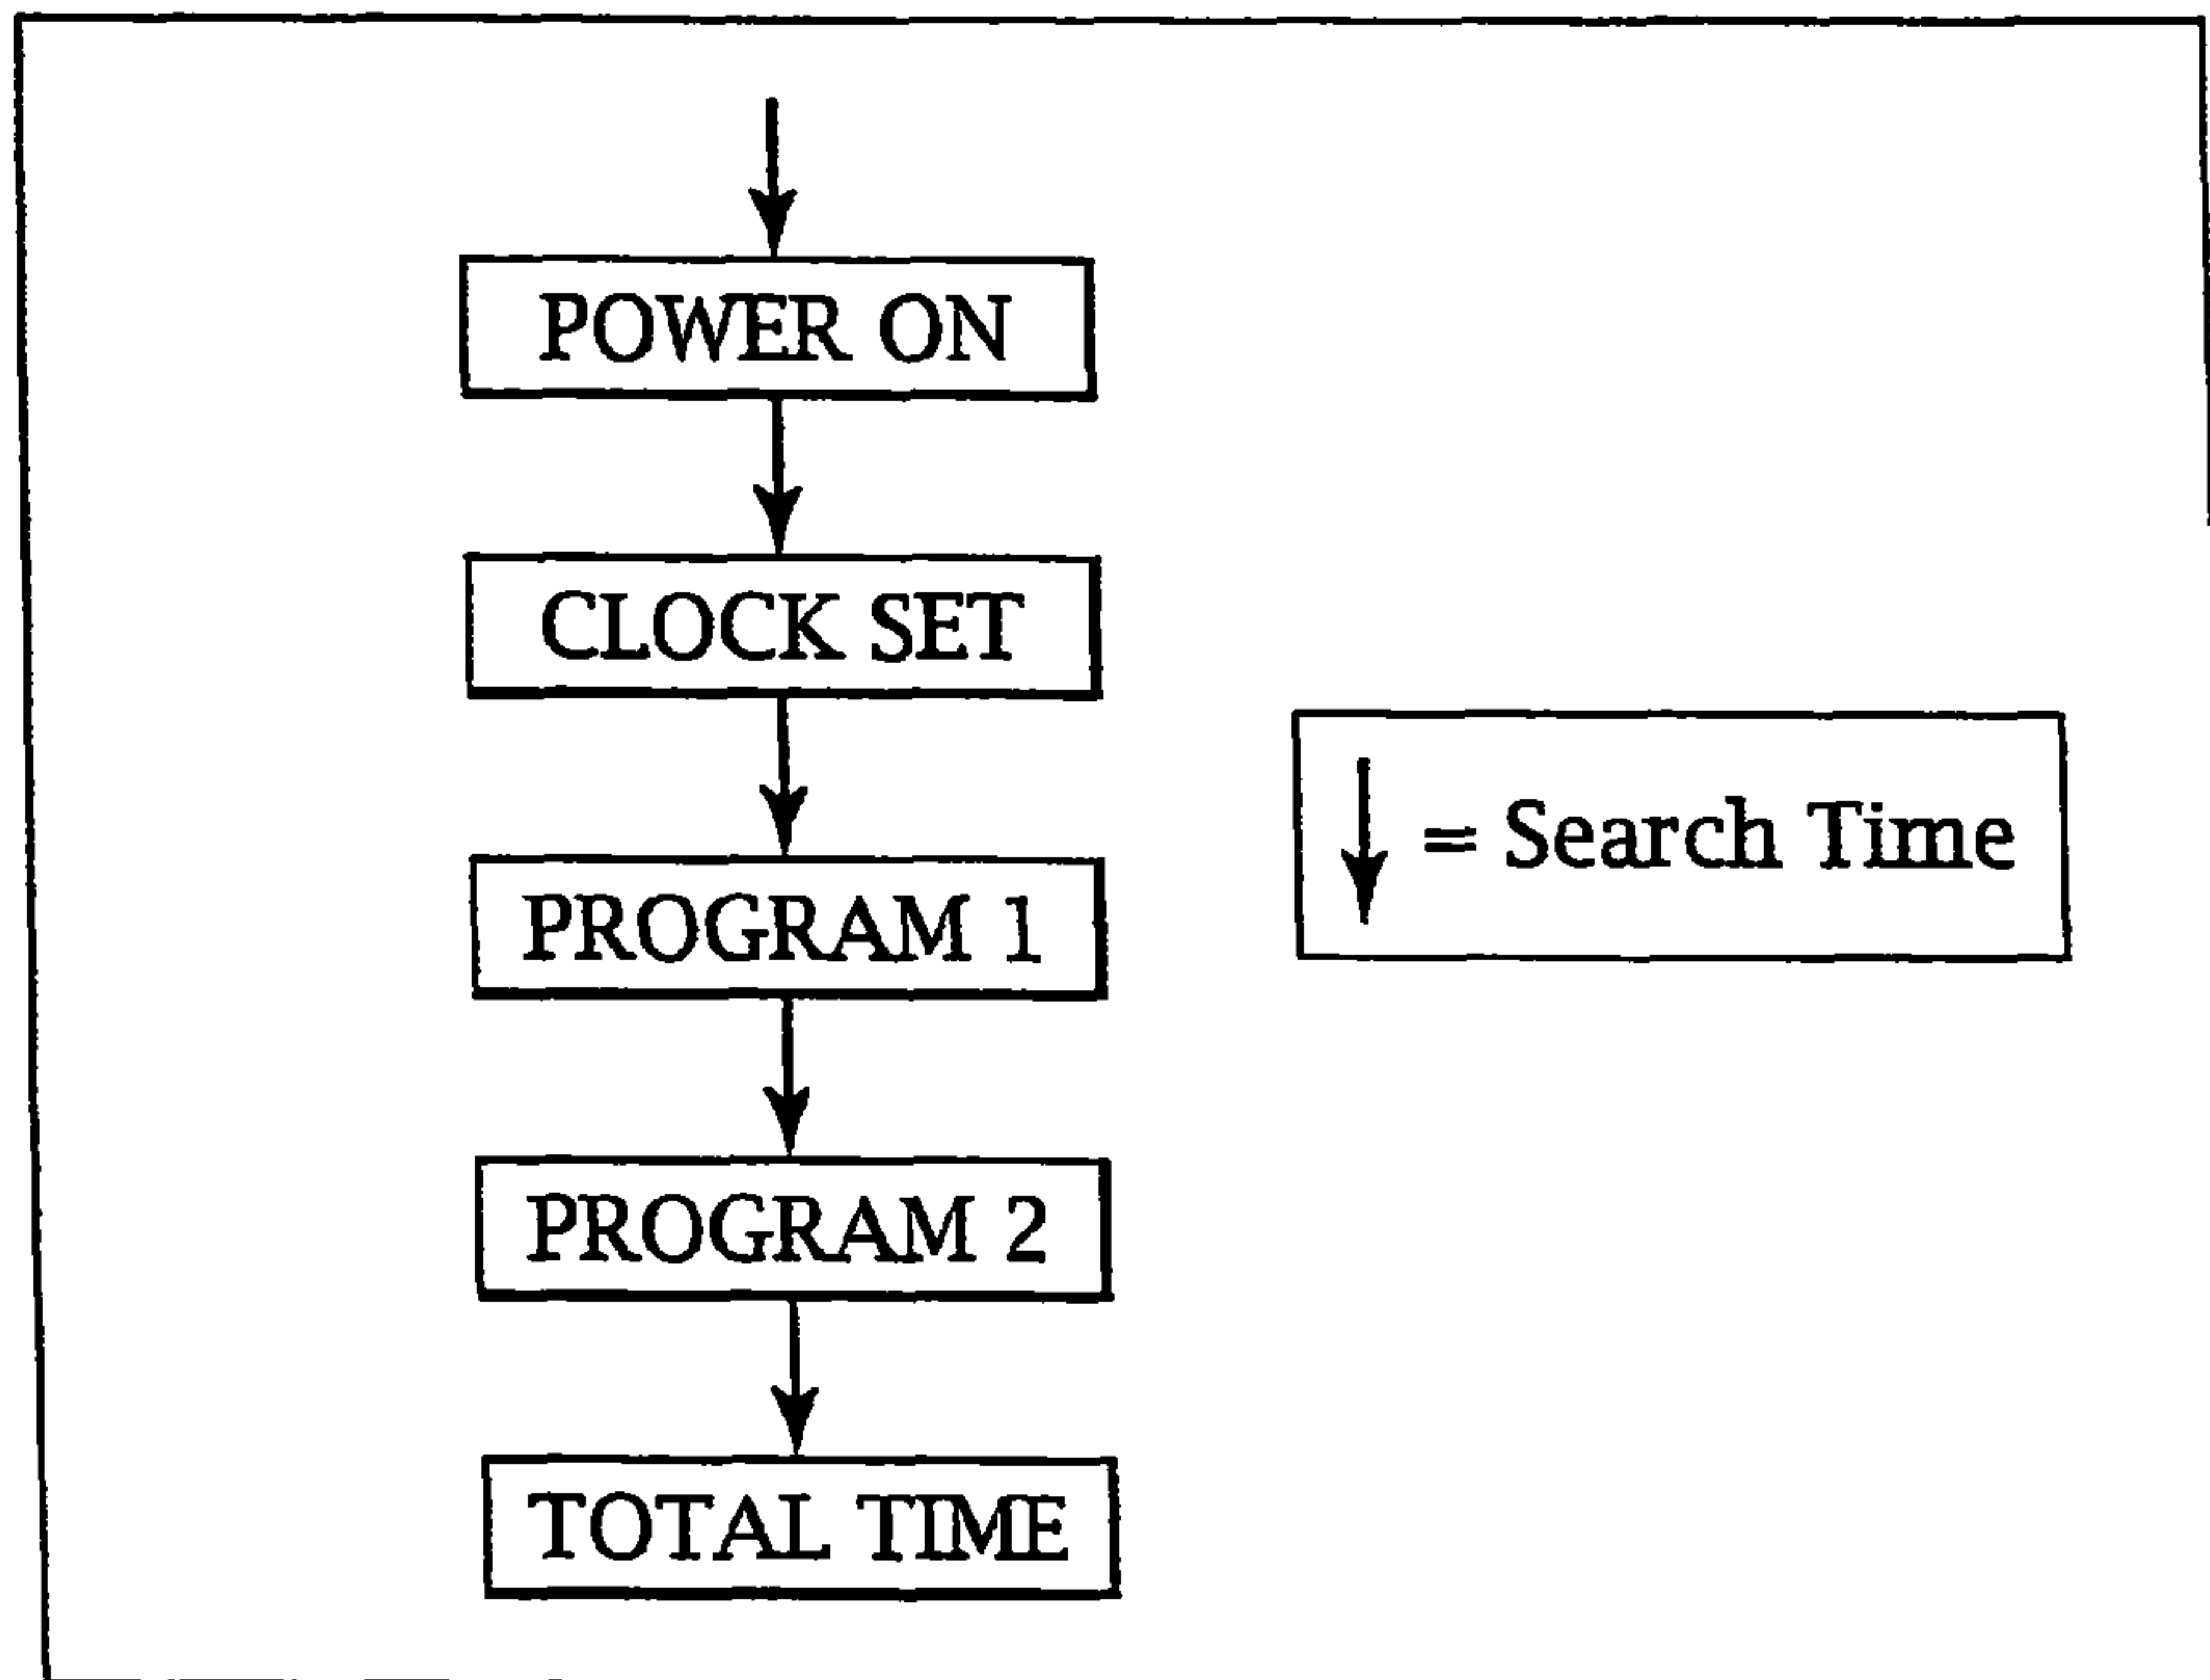 POWER ON
CLOCK SET
PROGRAM 1
= Search Time
PROGRAM 2
TOTAL TIME